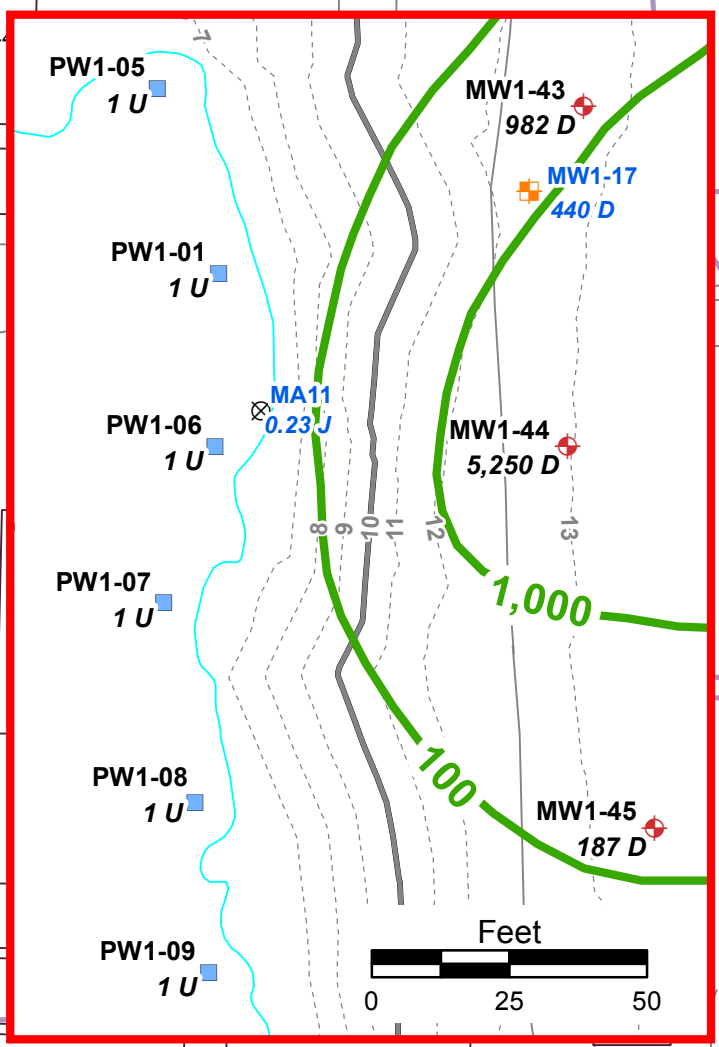 7
PW1-05
1 U
MW1-43
982 D
MW1-17
440 D
PW1-01
1 U
MA11
0.23 J
PW1-06
1 U
MW1-44
5,250 D
8 9 10 11 12 13
PW1-07
1 U
1,000
100
PW1-08
1 U
MW1-45
187 D
PW1-09
1 U
Feet
0 25 50